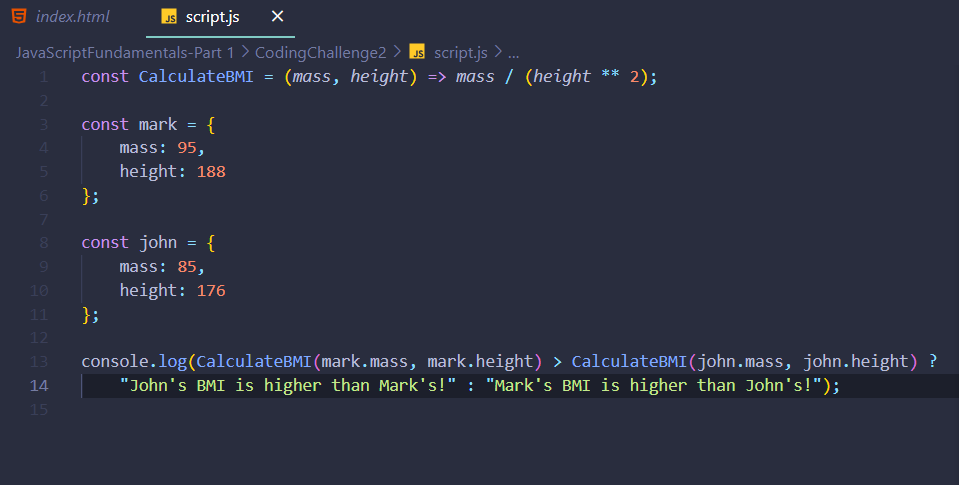 index.html JS script.js ×
JavaScriptFundamentals-Part 1 > CodingChallenge2 > JS script.js > ...
1 const CalculateBMI = (mass, height) => mass / (height ** 2);
2
3 const mark = {
4     mass: 95,
5     height: 188
6 };
7
8 const john = {
9     mass: 85,
10     height: 176
11 };
12
13 console.log(CalculateBMI(mark.mass, mark.height) > CalculateBMI(john.mass, john.height) ?
14     "John's BMI is higher than Mark's!" : "Mark's BMI is higher than John's!");
15